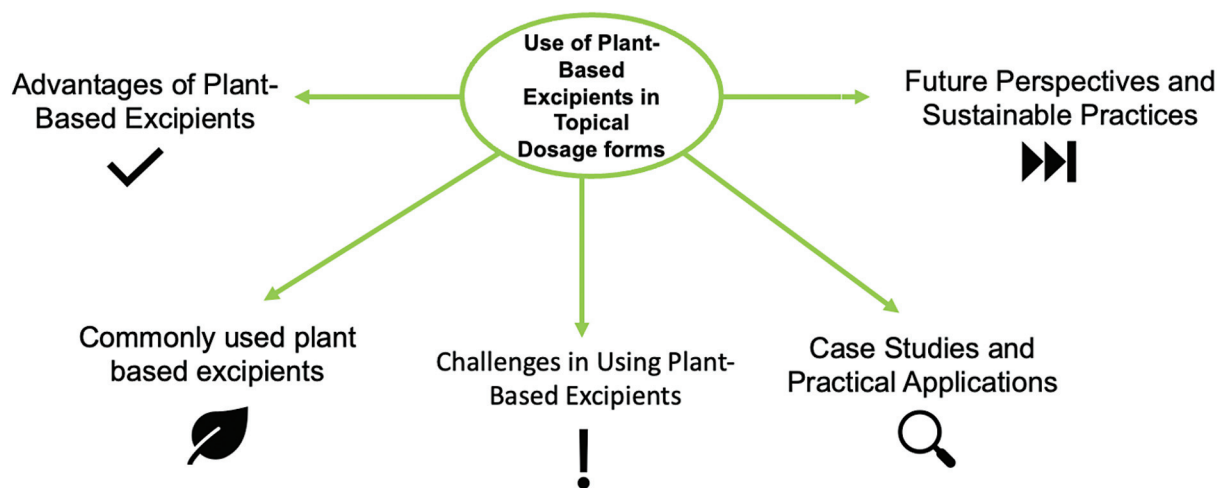 Use of Plant-
Based
Excipients in
Topical
Dosage forms
Advantages of Plant-
Based Excipients
Future Perspectives and
Sustainable Practices
Commonly used plant
based excipients
Challenges in Using Plant-
Based Excipients
Case Studies and
Practical Applications